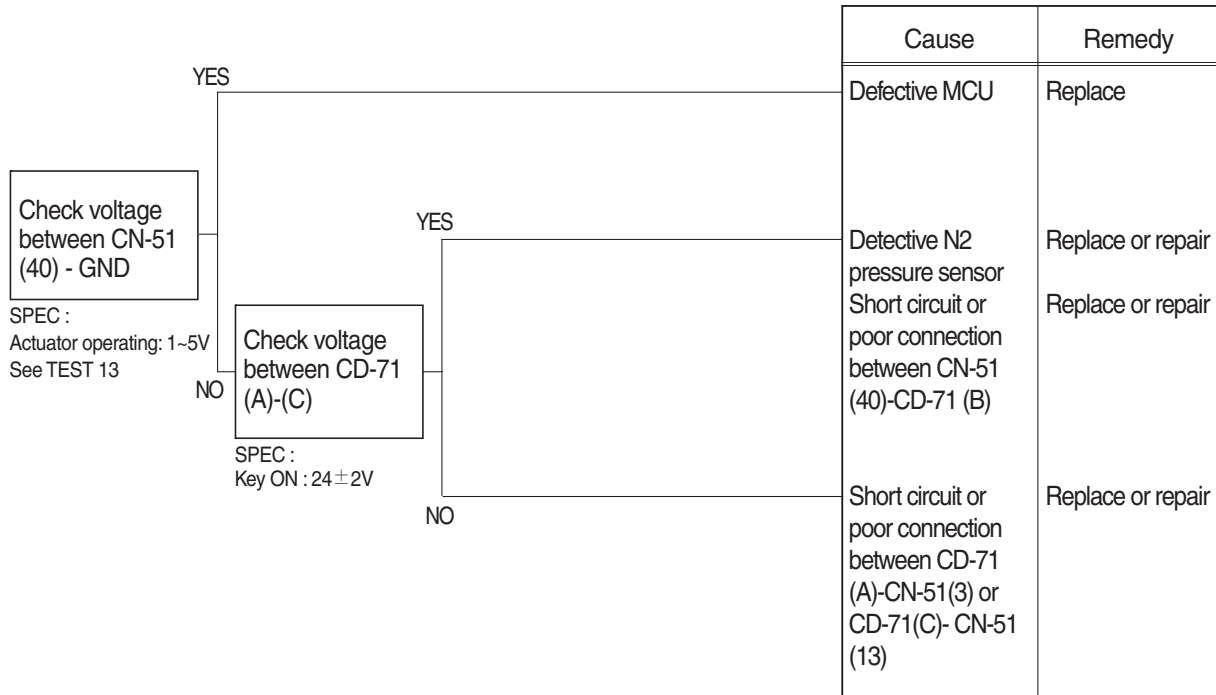 Cause
Remedy
YES
Defective MCU
Replace
Check voltage
between CN-51
(40) - GND
SPEC :
Actuator operating: 1~5V
See TEST 13
NO
YES
Detective N2
pressure sensor
Replace or repair
Short circuit or
poor connection
between CN-51
(40)-CD-71 (B)
Replace or repair
Check voltage
between CD-71
(A)-(C)
SPEC :
Key ON : 24±2V
NO
Short circuit or
poor connection
between CD-71
(A)-CN-51(3) or
CD-71(C)- CN-51
(13)
Replace or repair